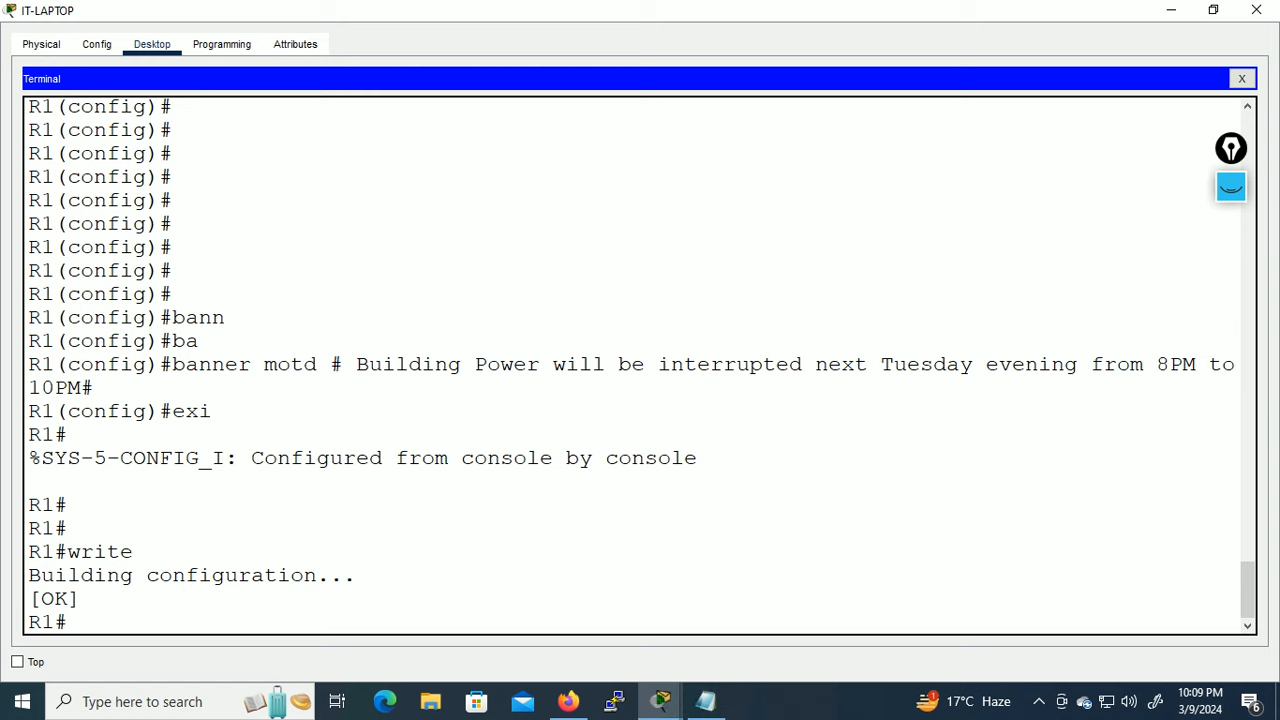 IT-LAPTOP
Physical Config Desktop Programming Attributes
Terminal X
R1(config)#
R1(config)#
R1(config)#
R1(config)#
R1(config)#
R1(config)#
R1(config)#
R1(config)#
R1(config)#
R1(config)#bann
R1(config)#ba
R1(config)#banner motd # Building Power will be interrupted next Tuesday evening from 8PM to
10PM#
R1(config)#exi
R1#
%SYS-5-CONFIG_I: Configured from console by console
R1#
R1#
R1#write
Building configuration...
[OK]
R1#
Top
Type here to search
1 17°C Haze
10:09 PM
3/9/2024
6